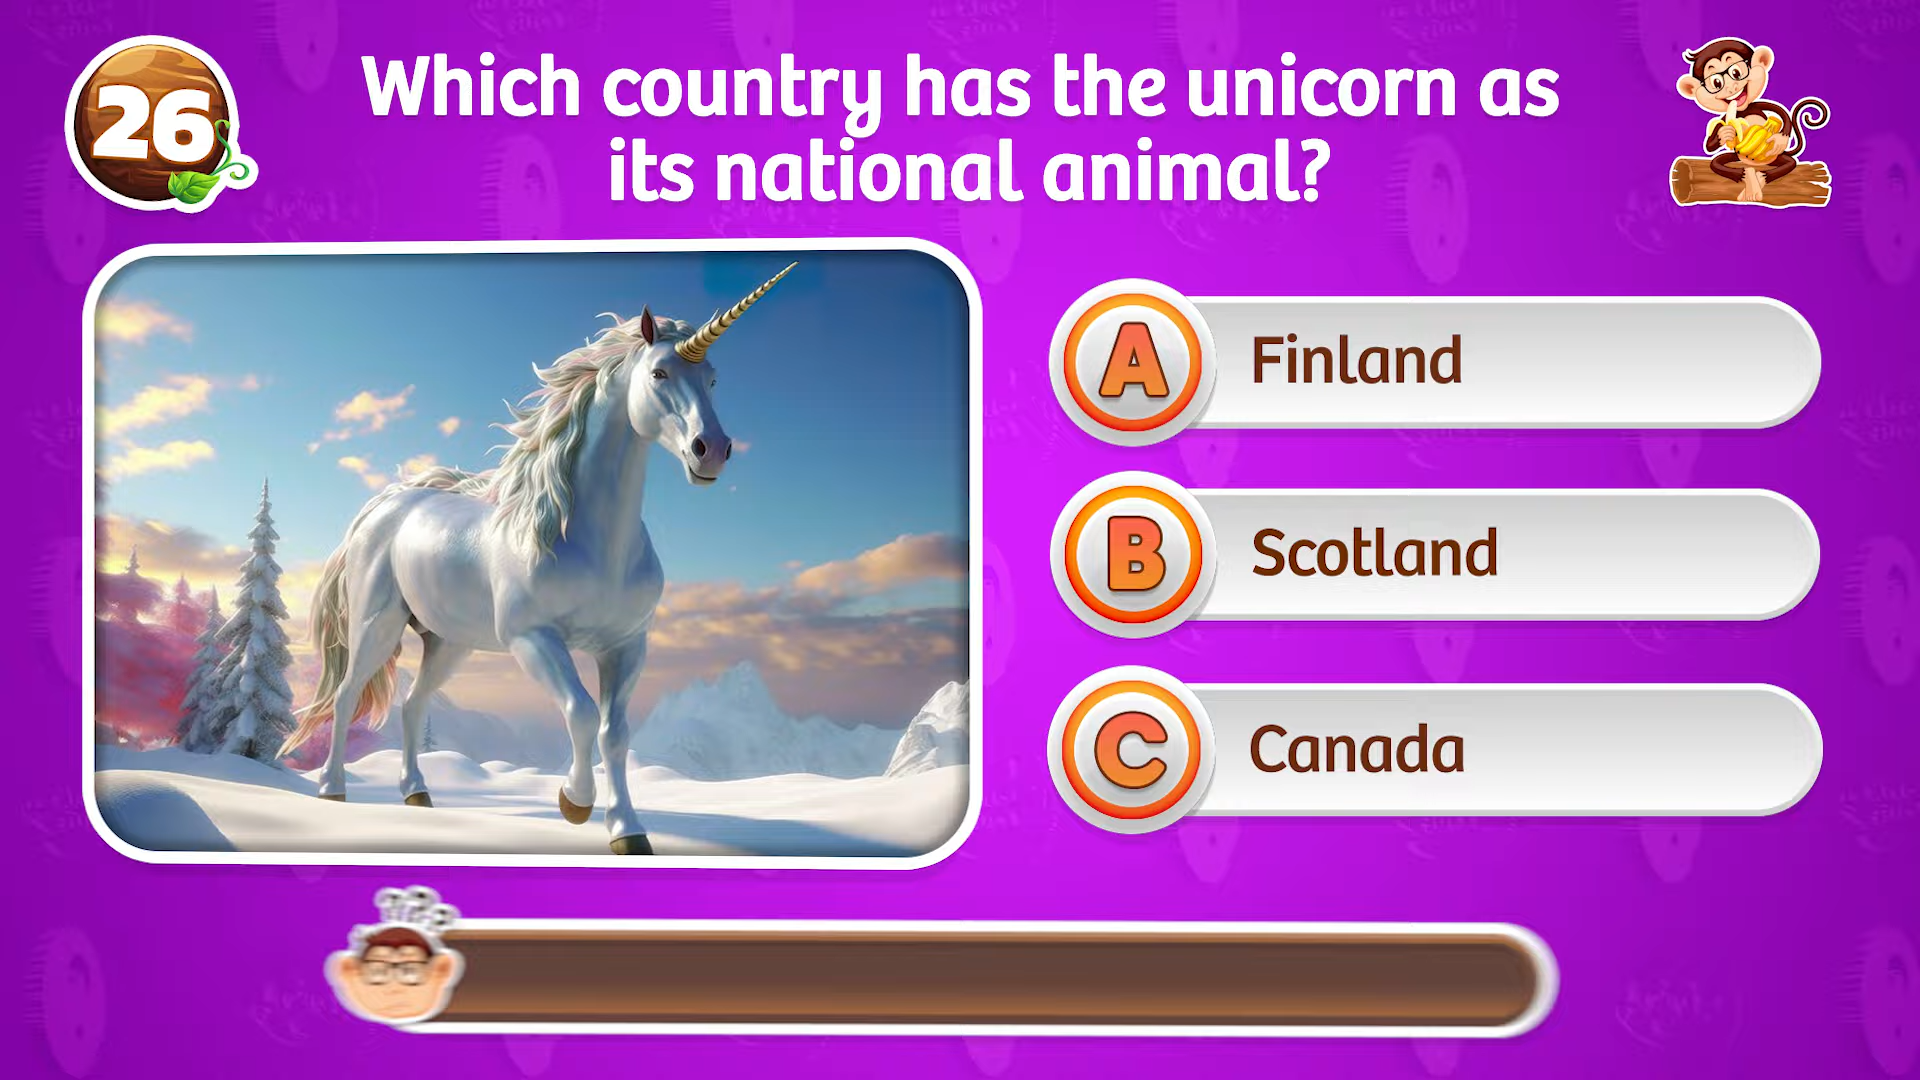 26
Which country has the unicorn as
its national animal?
A Finland
B Scotland
C Canada